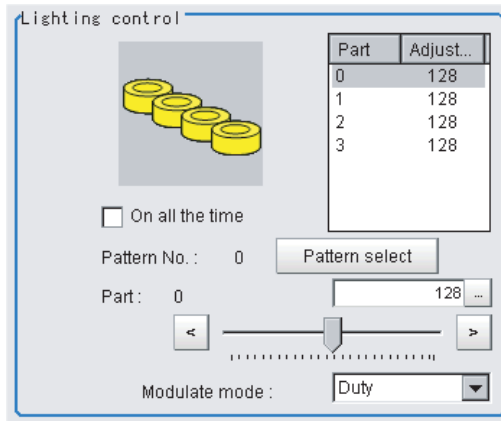 Lighting control
Part Adjust...
0 128
1 128
2 128
3 128
On all the time
Pattern No. : 0 Pattern select
Part : 0 128 ...
< >
Modulate mode : Duty